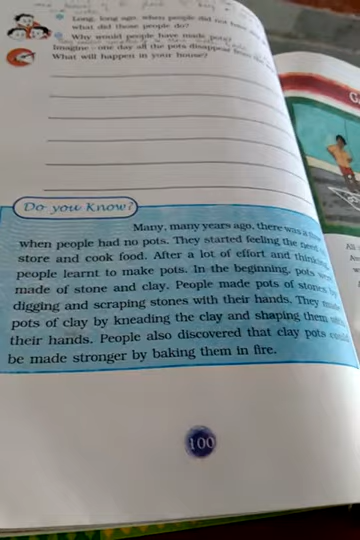 Long, long ago, when people did not have
what did those people do?
Why would people have made pots?
Imagine - one day all the pots disappear from
What will happen in your house?
Do you Know?
Many, many years ago, there was a
when people had no pots. They started feeling the need
store and cook food. After a lot of effort and
people learnt to make pots. In the beginning, pots
made of stone and clay. People made pots of stones
digging and scraping stones with their hands. They
pots of clay by kneading the clay and shaping them
their hands. People also discovered that clay pots
be made stronger by baking them in fire.
100